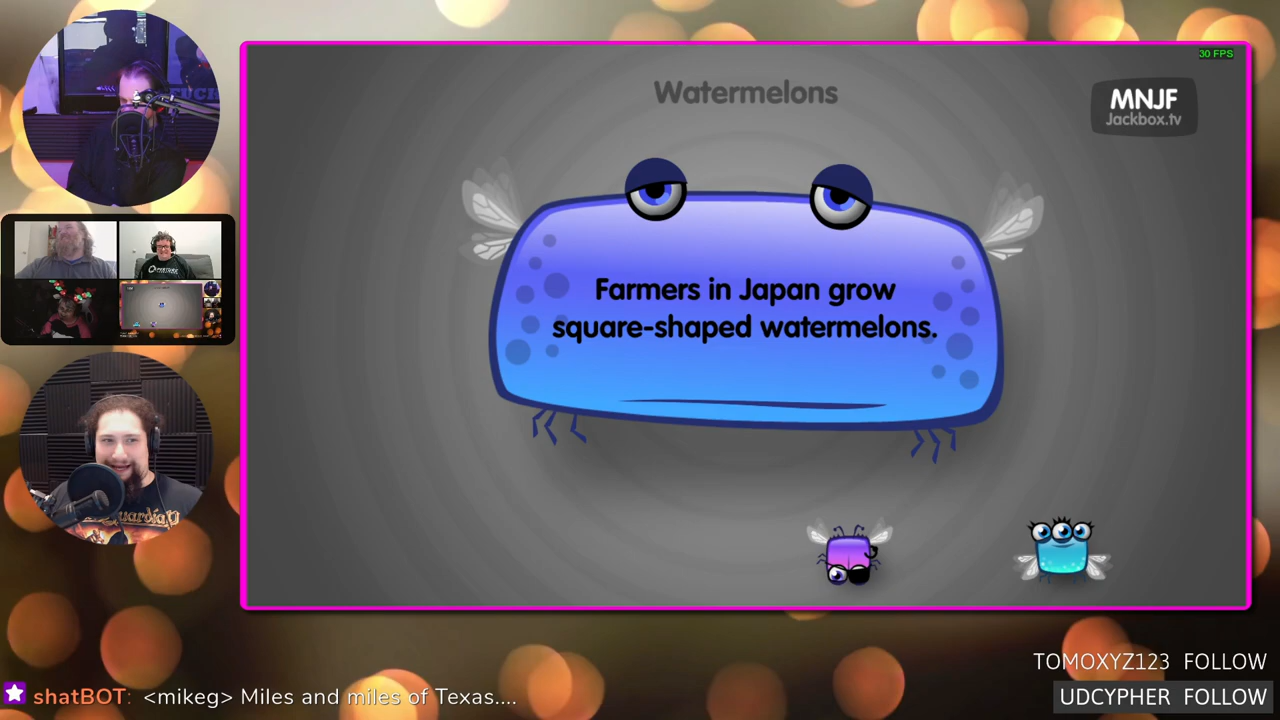 30 FPS
Watermelons
MNJF
Jackbox.tv
Farmers in Japan grow
square-shaped watermelons.
TOMOXYZ123 FOLLOW
UDCYPHER FOLLOW
shatBOT: <mikeg> Miles and miles of Texas....